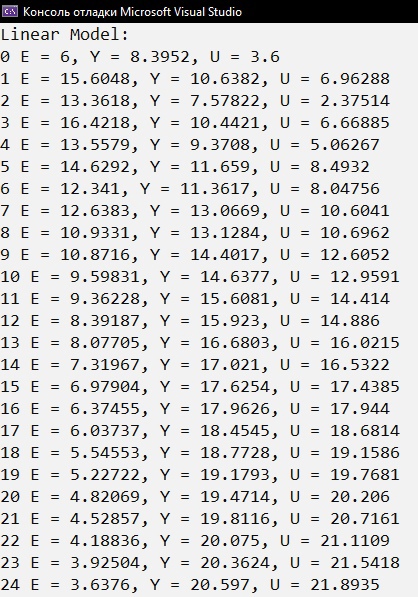 Консоль отладки Microsoft Visual Studio
Linear Model:
0 E = 6, Y = 8.3952, U = 3.6
1 E = 15.6048, Y = 10.6382, U = 6.96288
2 E = 13.3618, Y = 7.57822, U = 2.37514
3 E = 16.4218, Y = 10.4421, U = 6.66885
4 E = 13.5579, Y = 9.3708, U = 5.06267
5 E = 14.6292, Y = 11.659, U = 8.4932
6 E = 12.341, Y = 11.3617, U = 8.04756
7 E = 12.6383, Y = 13.0669, U = 10.6041
8 E = 10.9331, Y = 13.1284, U = 10.6962
9 E = 10.8716, Y = 14.4017, U = 12.6052
10 E = 9.59831, Y = 14.6377, U = 12.9591
11 E = 9.36228, Y = 15.6081, U = 14.414
12 E = 8.39187, Y = 15.923, U = 14.886
13 E = 8.07705, Y = 16.6803, U = 16.0215
14 E = 7.31967, Y = 17.021, U = 16.5322
15 E = 6.97904, Y = 17.6254, U = 17.4385
16 E = 6.37455, Y = 17.9626, U = 17.944
17 E = 6.03737, Y = 18.4545, U = 18.6814
18 E = 5.54553, Y = 18.7728, U = 19.1586
19 E = 5.22722, Y = 19.1793, U = 19.7681
20 E = 4.82069, Y = 19.4714, U = 20.206
21 E = 4.52857, Y = 19.8116, U = 20.7161
22 E = 4.18836, Y = 20.075, U = 21.1109
23 E = 3.92504, Y = 20.3624, U = 21.5418
24 E = 3.6376, Y = 20.597, U = 21.8935